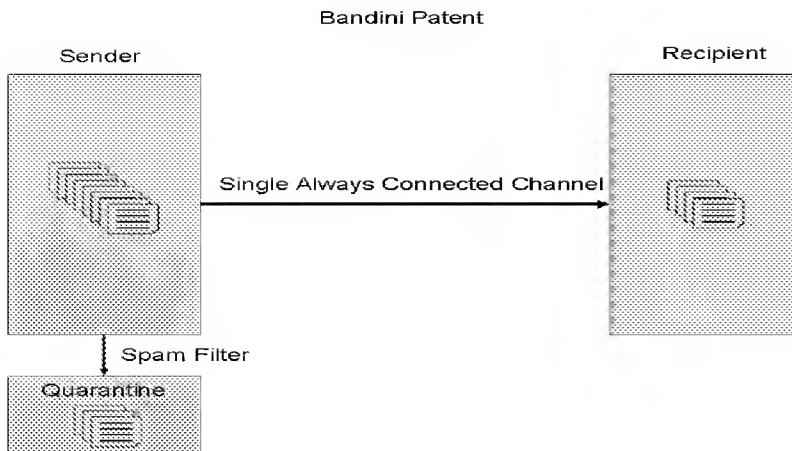 Bandini Patent
Sender
Recipient
Single Always Connected Channel
Spam Filter
Quarantine